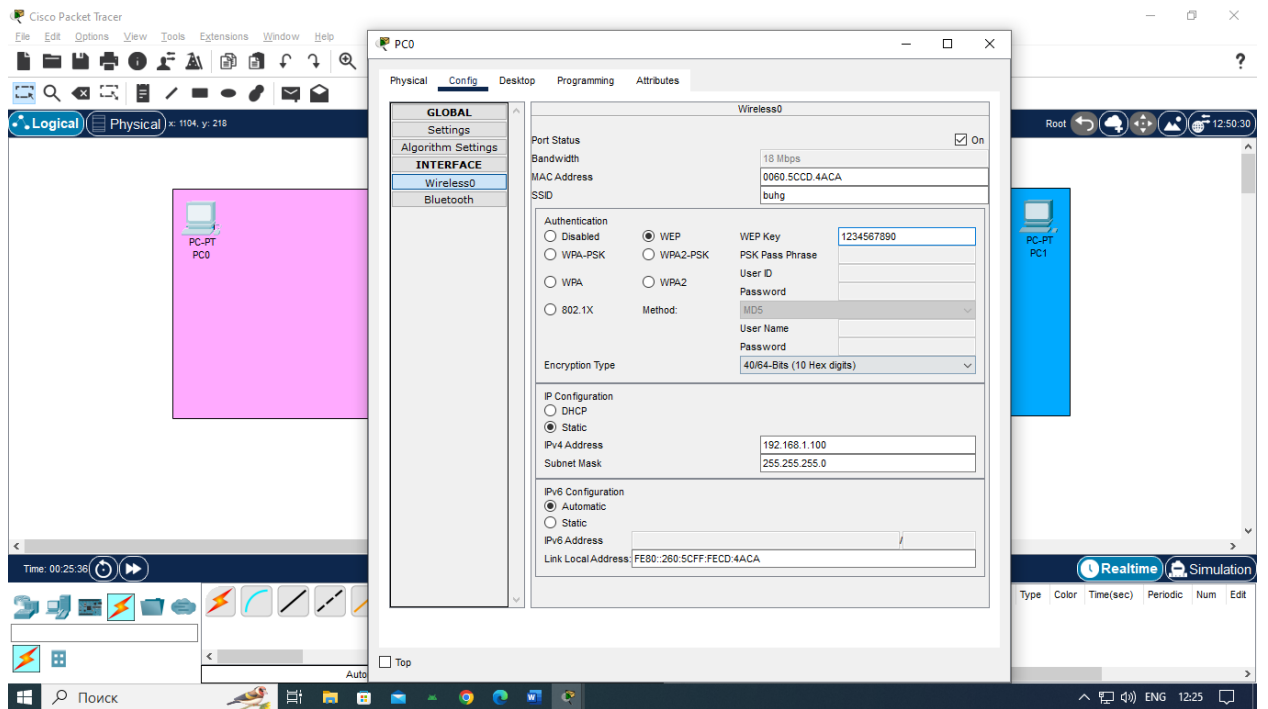 Cisco Packet Tracer
File Edit Options View Tools Extensions Window Help
PC0
?
Physical Config Desktop Programming Attributes
Logical Physical x: 1104, y: 218
Root 12:50:30
GLOBAL
Settings
Algorithm Settings
INTERFACE
Wireless0
Bluetooth
Wireless0
Port Status On
Bandwidth 18 Mbps
MAC Address 0060.5CCD.4ACA
SSID buhg
Authentication
Disabled WEP WEP Key 1234567890
WPA-PSK WPA2-PSK PSK Pass Phrase
User ID
WPA WPA2
Password
802.1X Method: MD5
User Name
Password
Encryption Type 40/64-Bits (10 Hex digits)
IP Configuration
DHCP
Static
IPv4 Address 192.168.1.100
Subnet Mask 255.255.255.0
IPv6 Configuration
Automatic
Static
IPv6 Address /
Link Local Address: FE80::260:5CFF:FECD:4ACA
Top
PC-PT
PC0
PC-PT
PC1
Time: 00:25:36
Realtime Simulation
Type Color Time(sec) Periodic Num Edit
Auto
Поиск
ENG 12:25